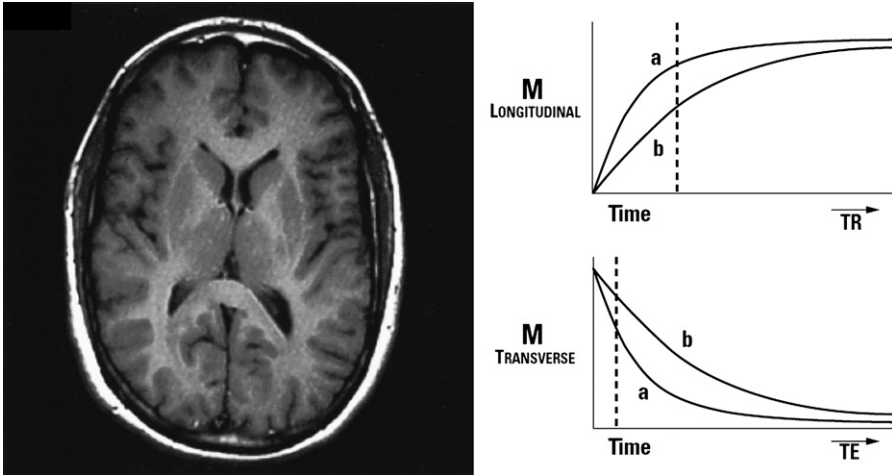 a
M
LONGITUDINAL
b
Time TR
M
TRANSVERSE
b
a
Time TE